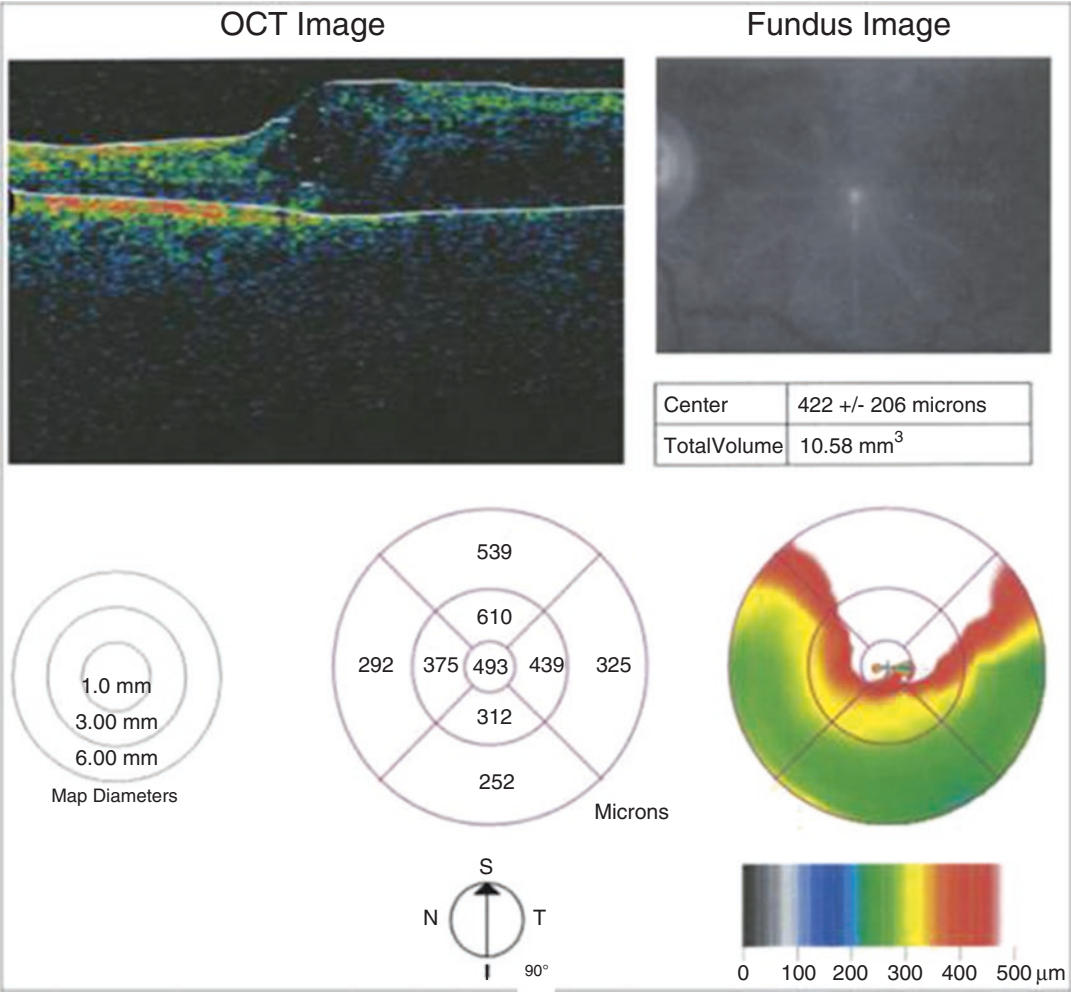 OCT Image
Fundus Image
Center 422 +/- 206 microns
TotalVolume 10.58 mm3
1.0 mm
3.00 mm
6.00 mm
Map Diameters
539
610
292 375 493 439 325
312
252
Microns
S
N T
I 90°
0 100 200 300 400 500 μm